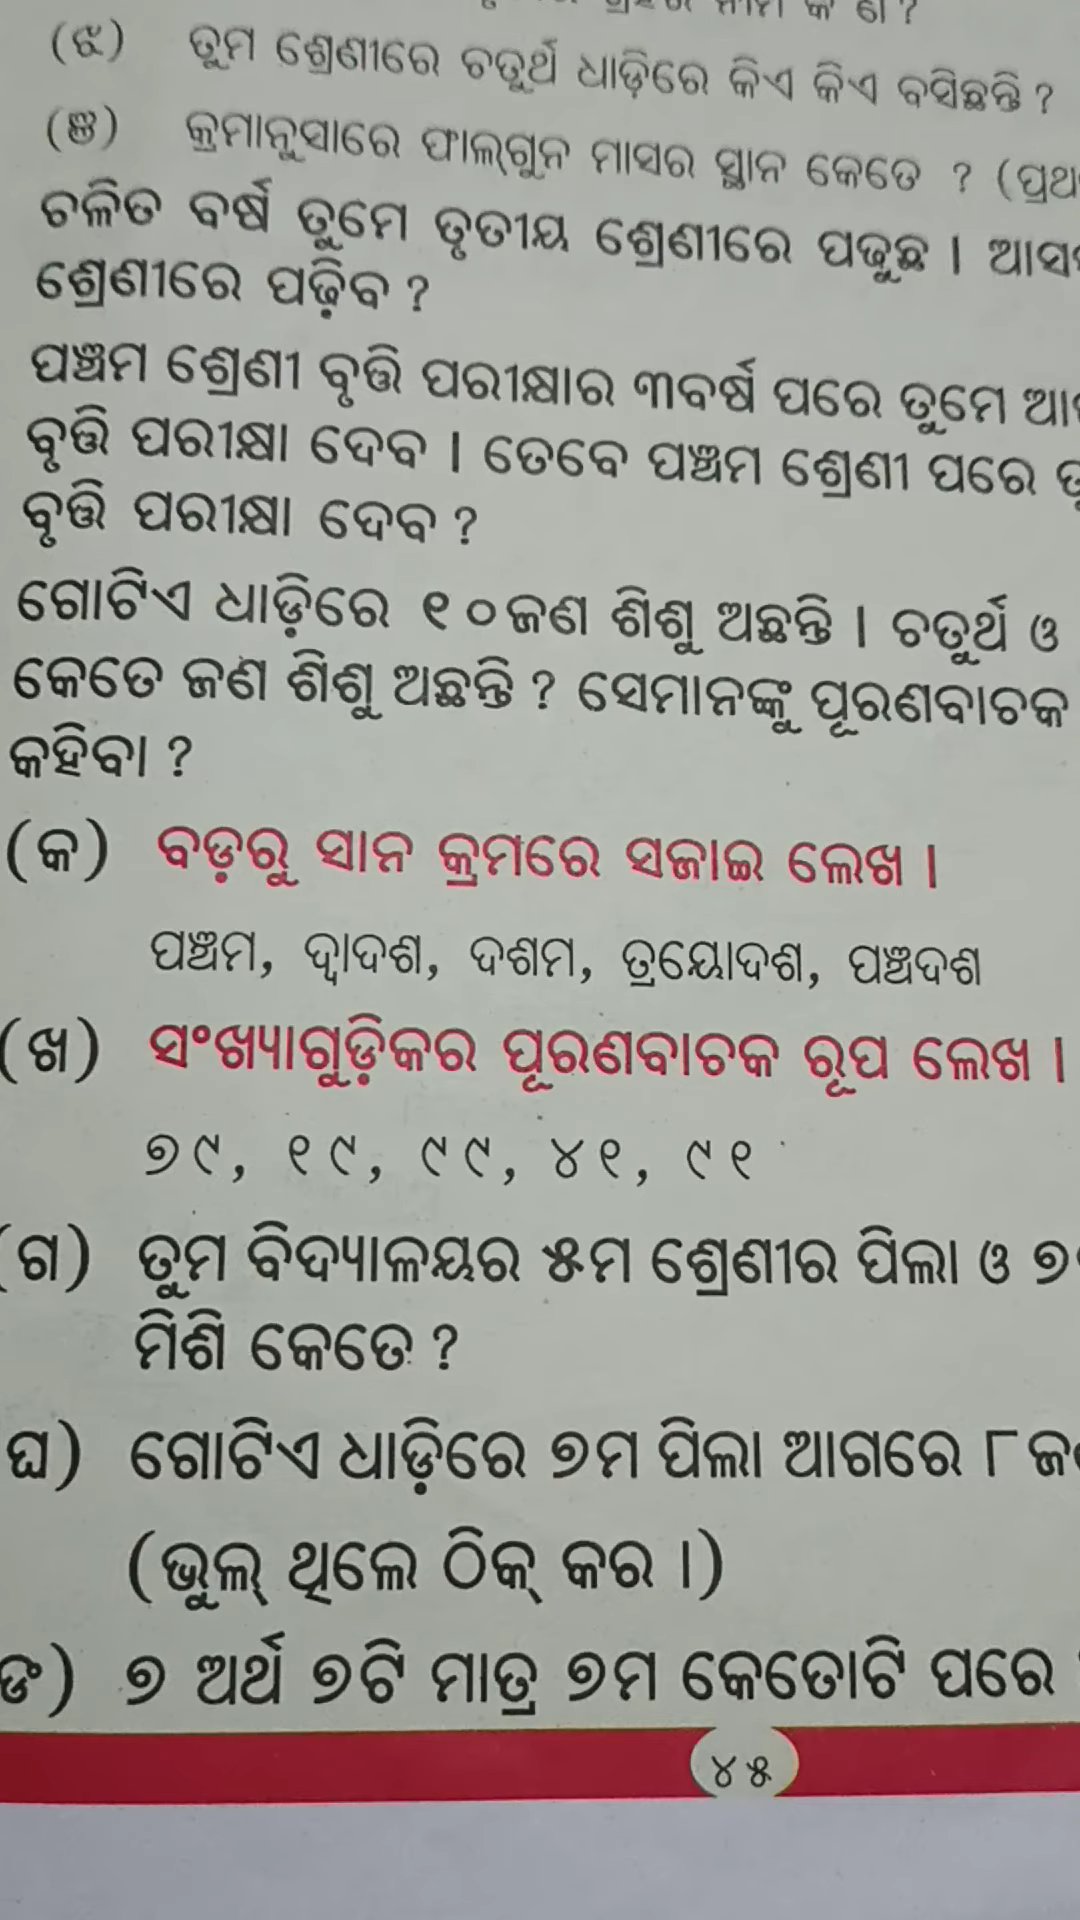 (ଝ) ତୁମ ଶ୍ରେଣୀରେ ଚତୁର୍ଥ ଧାଡ଼ିରେ କିଏ କିଏ ବସିଛନ୍ତି ?
(ଞ) କ୍ରମାନୁସାରେ ଫାଲ୍‌ଗୁନ ମାସର ସ୍ଥାନ କେତେ ? (ପ୍ରଥ
ଚଳିତ ବର୍ଷ ତୁମେ ତୃତୀୟ ଶ୍ରେଣୀରେ ପଢୁଛ । ଆସ
ଶ୍ରେଣୀରେ ପଢ଼ିବ ?
ପଞ୍ଚମ ଶ୍ରେଣୀ ବୃତ୍ତି ପରୀକ୍ଷାର ୩ବର୍ଷ ପରେ ତୁମେ ଆ
ବୃତ୍ତି ପରୀକ୍ଷା ଦେବ । ତେବେ ପଞ୍ଚମ ଶ୍ରେଣୀ ପରେ
ବୃତ୍ତି ପରୀକ୍ଷା ଦେବ ?
ଗୋଟିଏ ଧାଡ଼ିରେ ୧୦ଜଣ ଶିଶୁ ଅଛନ୍ତି । ଚତୁର୍ଥ ଓ
କେତେ ଜଣ ଶିଶୁ ଅଛନ୍ତି ? ସେମାନଙ୍କୁ ପୂରଣବାଚକ
କହିବା ?
(କ) ବଡ଼ରୁ ସାନ କ୍ରମରେ ସଜାଇ ଲେଖ ।
ପଞ୍ଚମ, ଦ୍ୱାଦଶ, ଦଶମ, ତ୍ରୟୋଦଶ, ପଞ୍ଚଦଶ
(ଖ) ସଂଖ୍ୟାଗୁଡ଼ିକର ପୂରଣବାଚକ ରୂପ ଲେଖ ।
୭୯, ୧୯, ୯୯, ୪୧, ୯୧
(ଗ) ତୁମ ବିଦ୍ୟାଳୟର ୫ମ ଶ୍ରେଣୀର ପିଲା ଓ ୭
ମିଶି କେତେ ?
ଘ) ଗୋଟିଏ ଧାଡ଼ିରେ ୭ମ ପିଲା ଆଗରେ ୮ଜ
(ଭୁଲ୍ ଥିଲେ ଠିକ୍ କର ।)
ଙ) ୭ ଅର୍ଥ ୭ଟି ମାତ୍ର ୭ମ କେତୋଟି ପରେ
୪୫